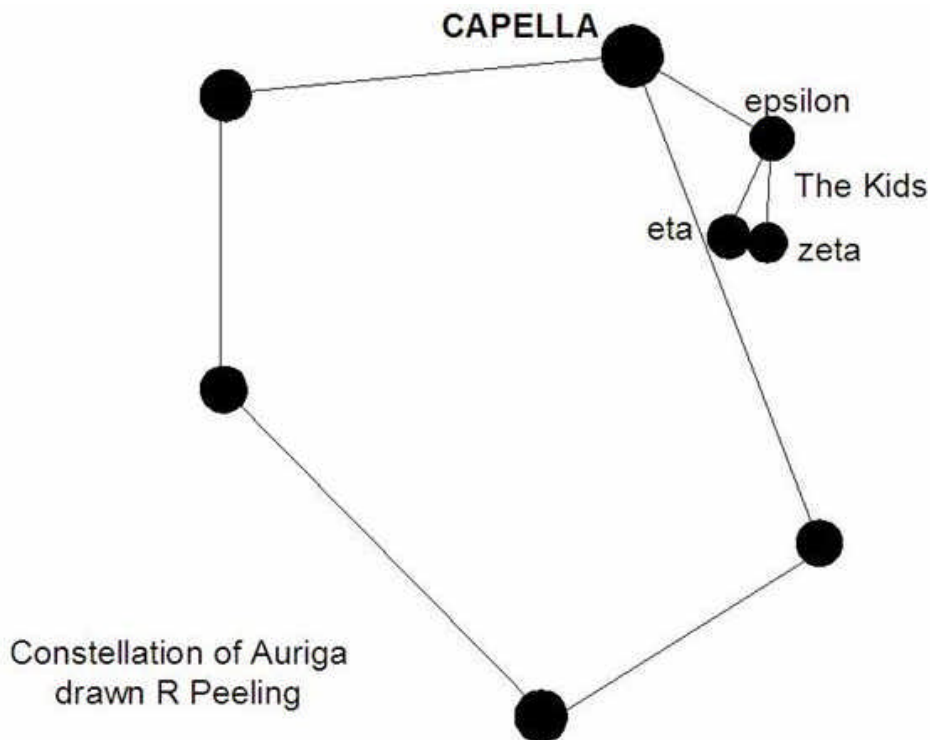 CAPELLA
epsilon
The Kids
eta
zeta
Constellation of Auriga
drawn R Peeling